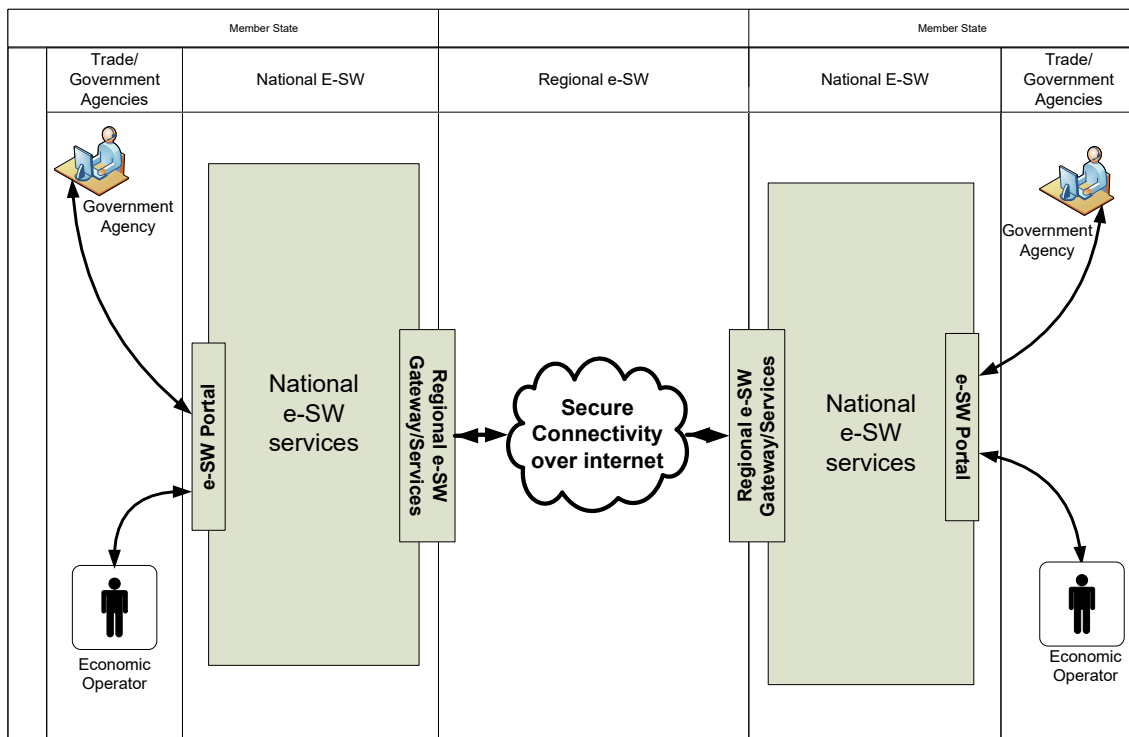 Member State
Member State
Trade/
Government
Agencies
National E-SW
Regional e-SW
National E-SW
Trade/
Government
Agencies
Government
Agency
e-SW Portal
National
e-SW
services
Regional e-SW
Gateway/Services
Secure
Connectivity
over internet
Regional e-SW
Gateway/Services
National
e-SW
services
e-SW Portal
Government
Agency
Economic
Operator
Economic
Operator